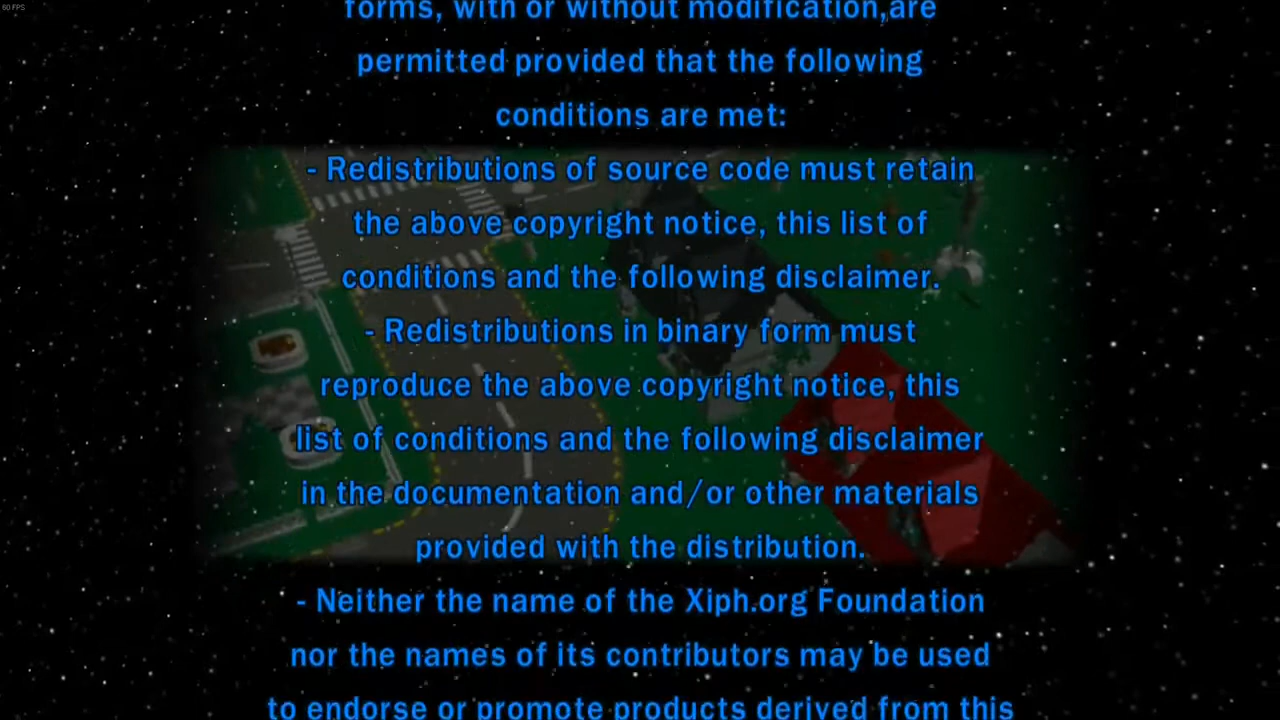 60 FPS
forms, with or without modification,are
permitted provided that the following
conditions are met:
- Redistributions of source code must retain
the above copyright notice, this list of
conditions and the following disclaimer.
- Redistributions in binary form must
reproduce the above copyright notice, this
list of conditions and the following disclaimer
in the documentation and/or other materials
provided with the distribution.
- Neither the name of the Xiph.org Foundation
nor the names of its contributors may be used
to endorse or promote products derived from this